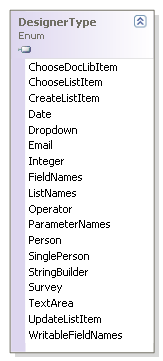 DesignerType
Enum
ChooseDocLibItem
ChooseListItem
CreateListItem
Date
Dropdown
Email
Integer
FieldNames
ListNames
Operator
ParameterNames
Person
SinglePerson
StringBuilder
Survey
TextArea
UpdateListItem
WritableFieldNames